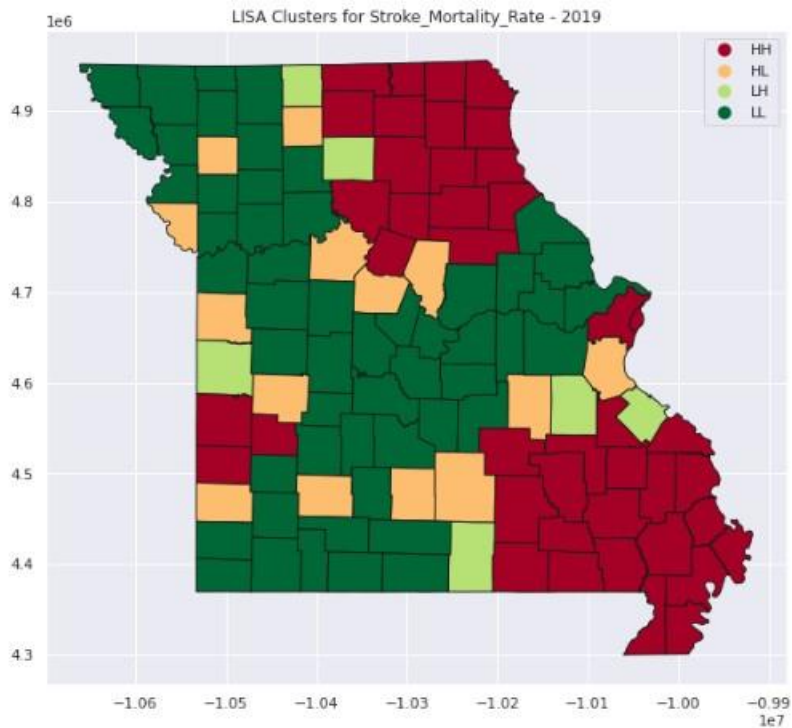 LISA Clusters for Stroke_Mortality_Rate - 2019
1e6
HH
HL
LH
LL
4.9
4.8
4.7
4.6
4.5
4.4
4.3
−1.06 −1.05 −1.04 −1.03 −1.02 −1.01 −1.00 −0.99
1e7